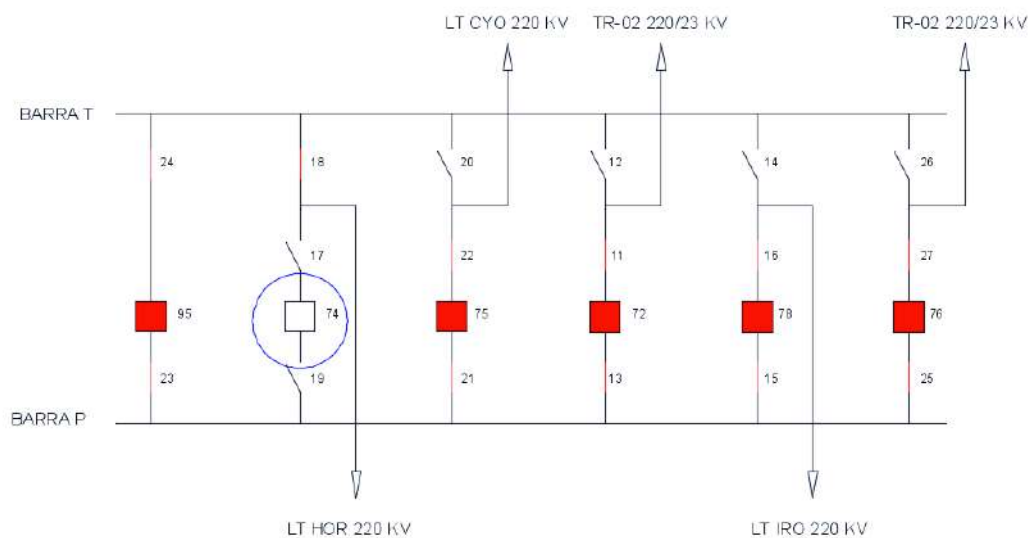 LT CYO 220 KV TR-02 220/23 KV TR-02 220/23 KV
BARRA T
24 18 20 12 14 26
17 22 11 16 27
95 74 75 72 78 76
23 19 21 13 15 25
BARRA P
LT HOR 220 KV LT IRO 220 KV